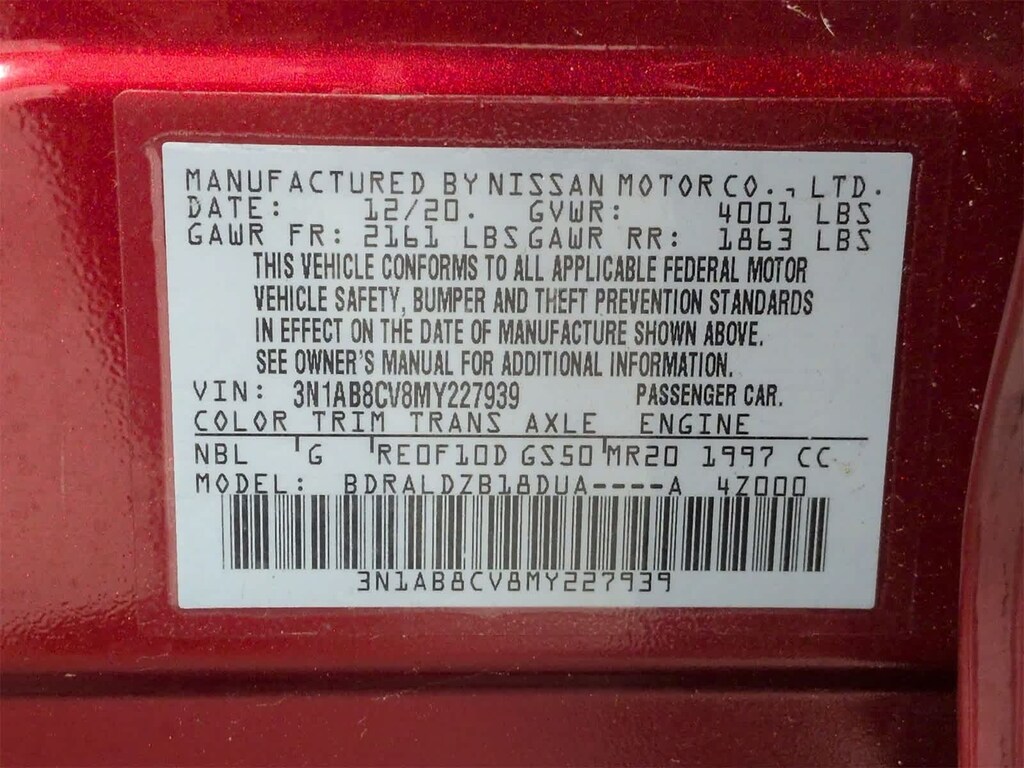 MANUFACTURED BY NISSAN MOTOR CO., LTD.
DATE: 12/20. GVWR: 4001 LBS
GAWR FR: 2161 LBS GAWR RR: 1863 LBS
THIS VEHICLE CONFORMS TO ALL APPLICABLE FEDERAL MOTOR
VEHICLE SAFETY, BUMPER AND THEFT PREVENTION STANDARDS
IN EFFECT ON THE DATE OF MANUFACTURE SHOWN ABOVE.
SEE OWNER'S MANUAL FOR ADDITIONAL INFORMATION.
VIN: 3N1AB8CV8MY227939 PASSENGER CAR.
COLOR TRIM TRANS AXLE ENGINE
NBL G RE0F10D GS50 MR20 1997 CC
MODEL: BDRALDZB18DUA----A 4Z000
3N1AB8CV8MY227939